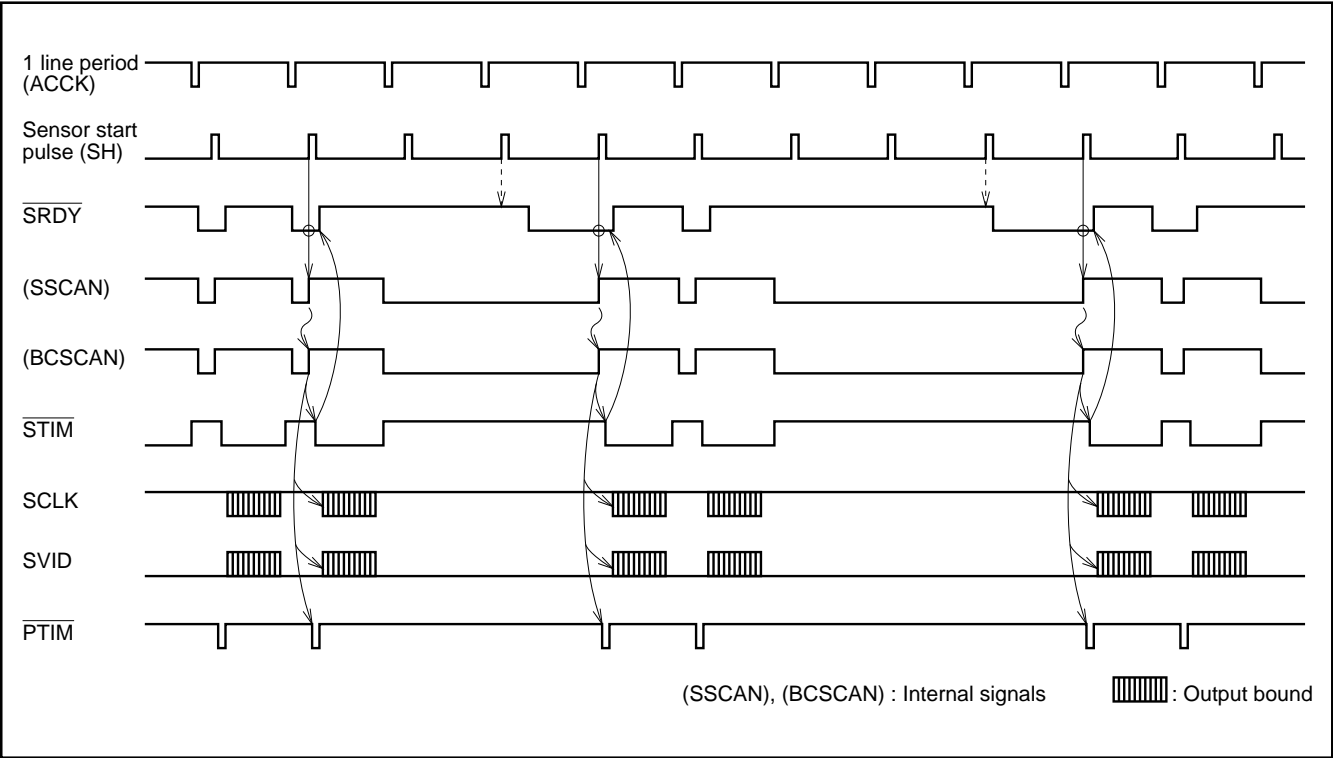 1 line period
(ACCK)
Sensor start
pulse (SH)
SRDY
(SSCAN)
(BCSCAN)
STIM
SCLK
SVID
PTIM
(SSCAN), (BCSCAN) : Internal signals
: Output bound